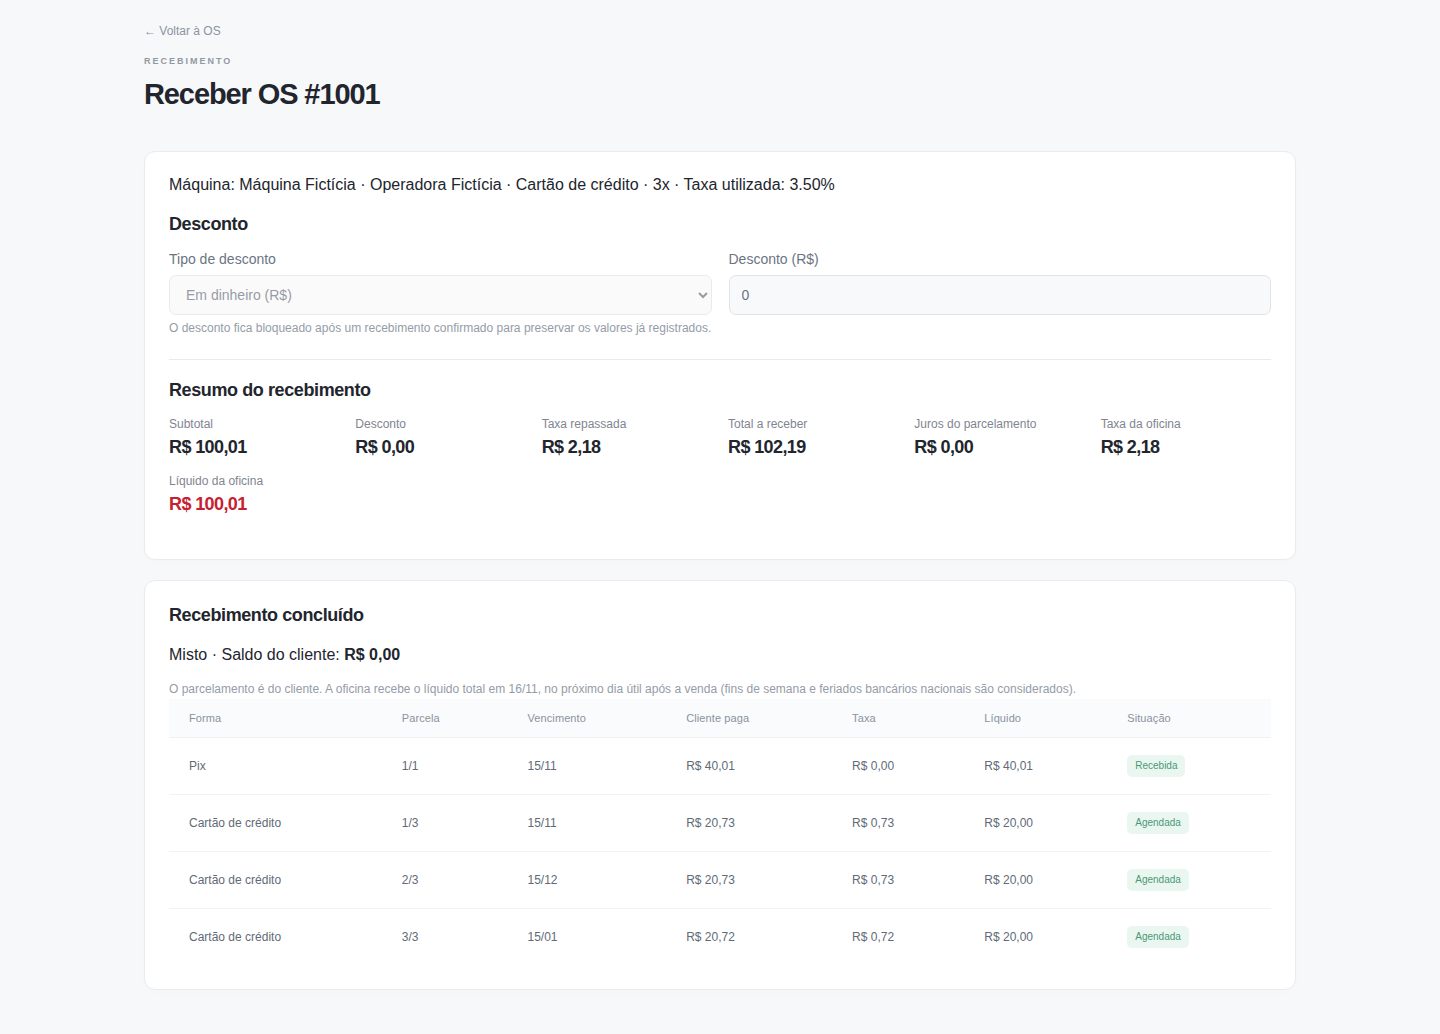 ← Voltar à OS
RECEBIMENTO
Receber OS #1001
Máquina: Máquina Fictícia · Operadora Fictícia · Cartão de crédito · 3x · Taxa utilizada: 3.50%
Desconto
Tipo de desconto
Desconto (R$)
Em dinheiro (R$)
0
O desconto fica bloqueado após um recebimento confirmado para preservar os valores já registrados.
Resumo do recebimento
Subtotal Desconto Taxa repassada Total a receber Juros do parcelamento Taxa da oficina
R$ 100,01 R$ 0,00 R$ 2,18 R$ 102,19 R$ 0,00 R$ 2,18
Líquido da oficina
R$ 100,01
Recebimento concluído
Misto · Saldo do cliente: R$ 0,00
O parcelamento é do cliente. A oficina recebe o líquido total em 16/11, no próximo dia útil após a venda (fins de semana e feriados bancários nacionais são considerados).
Forma Parcela Vencimento Cliente paga Taxa Líquido Situação
Pix 1/1 15/11 R$ 40,01 R$ 0,00 R$ 40,01 Recebida
Cartão de crédito 1/3 15/11 R$ 20,73 R$ 0,73 R$ 20,00 Agendada
Cartão de crédito 2/3 15/12 R$ 20,73 R$ 0,73 R$ 20,00 Agendada
Cartão de crédito 3/3 15/01 R$ 20,72 R$ 0,72 R$ 20,00 Agendada